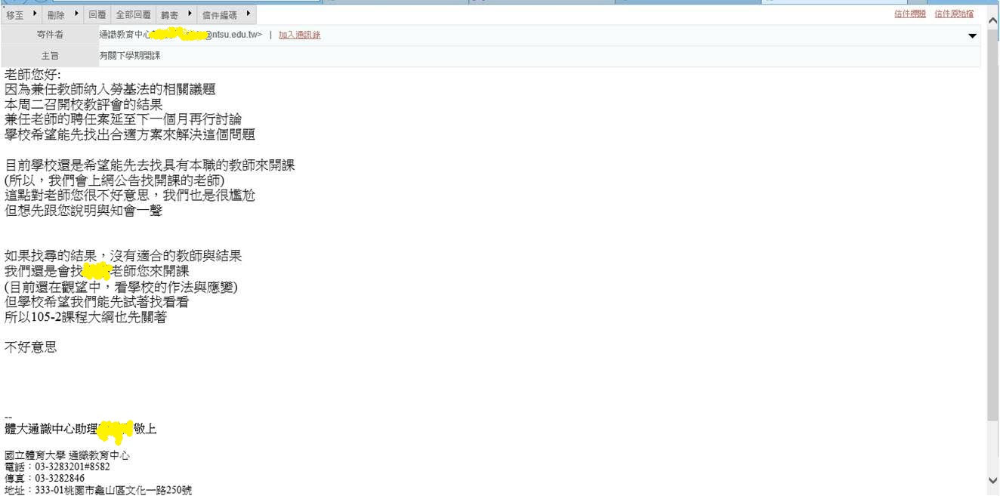 移至 刪除 回覆 全部回覆 轉寄 信件編碼 信件標題 信件原始檔
寄件者 通識教育中心 @ntsu.edu.tw> | 加入通訊錄
主旨 有關下學期開課
老師您好:
因為兼任教師納入勞基法的相關議題
本周二召開校教評會的結果
兼任老師的聘任案延至下一個月再行討論
學校希望能先找出合適方案來解決這個問題
目前學校還是希望能先去找具有本職的教師來開課
(所以，我們會上網公告找開課的老師)
這點對老師您很不好意思，我們也是很尷尬
但想先跟您說明與知會一聲
如果找尋的結果，沒有適合的教師與結果
我們還是會找 老師您來開課
(目前還在觀望中，看學校的作法與應變)
但學校希望我們能先試著找看看
所以105-2課程大綱也先關著
不好意思
--
體大通識中心助理 敬上
國立體育大學 通識教育中心
電話：03-3283201#8582
傳真：03-3282846
地址：333-01桃園市龜山區文化一路250號